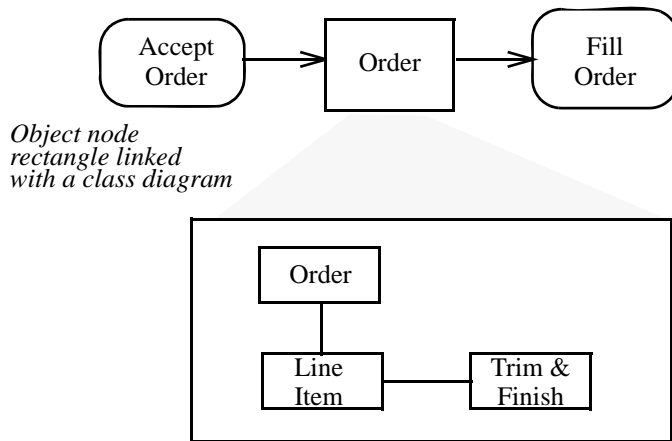 Accept
Order
Order
Fill
Order
Object node
rectangle linked
with a class diagram
Order
Line
Item
Trim &
Finish